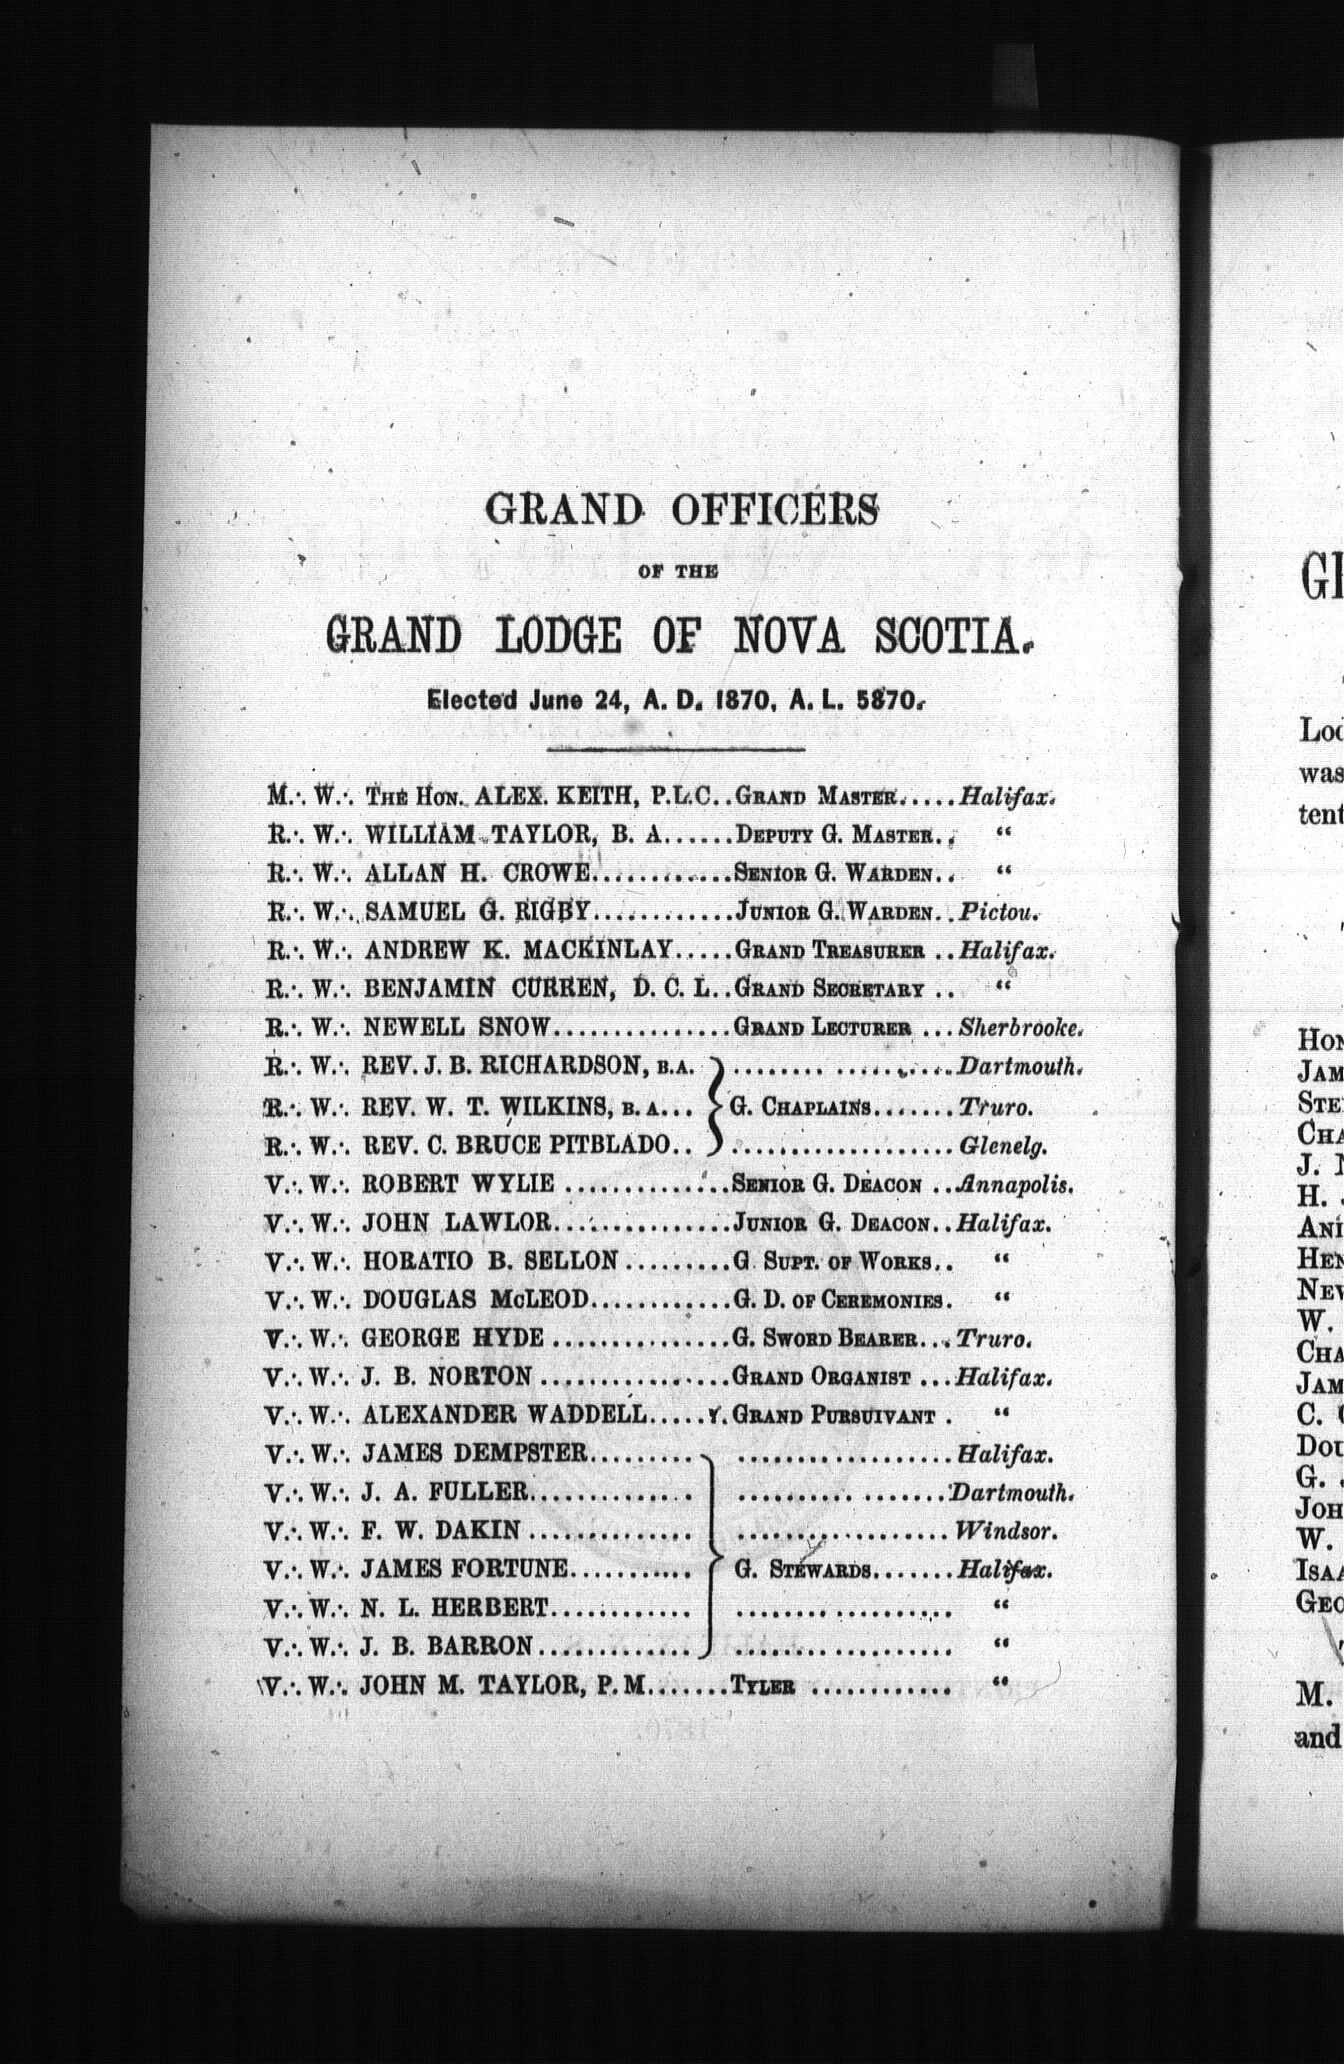 GRAND OFFICERS
OF THE
GRAND LODGE OF NOVA SCOTIA.
Elected June 24, A. D. 1870, A. L. 5870.
M.·. W.·. THE HON. ALEX. KEITH, P.L.C..GRAND MASTER......Halifax.
R.·. W.·. WILLIAM TAYLOR, B. A......DEPUTY G. MASTER.. “
R.·. W.·. ALLAN H. CROWE............SENIOR G. WARDEN.. “
R.·. W.·. SAMUEL G. RIGBY............JUNIOR G. WARDEN..Pictou.
R.·. W.·. ANDREW K. MACKINLAY.....GRAND TREASURER ..Halifax.
R.·. W.·. BENJAMIN CURREN, D. C. L..GRAND SECRETARY .. “
R.·. W.·. NEWELL SNOW...............GRAND LECTURER ...Sherbrooke.
R.·. W.·. REV. J. B. RICHARDSON, B.A. } ....................Dartmouth.
R.·. W.·. REV. W. T. WILKINS, B. A... } G. CHAPLAINS.......Truro.
R.·. W.·. REV. C. BRUCE PITBLADO.. } ...................Glenelg.
V.·. W.·. ROBERT WYLIE ..............SENIOR G. DEACON ..Annapolis.
V.·. W.·. JOHN LAWLOR...............JUNIOR G. DEACON..Halifax.
V.·. W.·. HORATIO B. SELLON .........G SUPT. OF WORKS.. “
V.·. W.·. DOUGLAS McLEOD............G. D. OF CEREMONIES. “
V.·. W.·. GEORGE HYDE ...............G. SWORD BEARER...Truro.
V.·. W.·. J. B. NORTON ................GRAND ORGANIST ...Halifax.
V.·. W.·. ALEXANDER WADDELL.......GRAND PURSUIVANT . “
V.·. W.·. JAMES DEMPSTER......... } ..................Halifax.
V.·. W.·. J. A. FULLER.............. } .................Dartmouth.
V.·. W.·. F. W. DAKIN .............. } ..................Windsor.
V.·. W.·. JAMES FORTUNE........... } G. STEWARDS.......Halifax.
V.·. W.·. N. L. HERBERT............ } .................. “
V.·. W.·. J. B. BARRON ............. } .................. “
V.·. W.·. JOHN M. TAYLOR, P. M.......TYLER ............ “
was
and